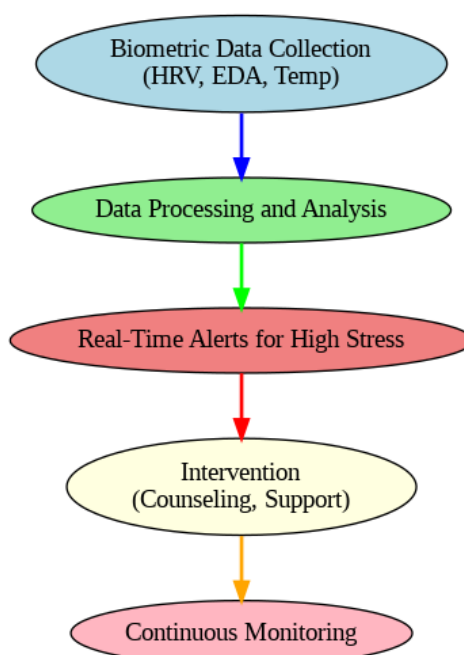 Biometric Data Collection
(HRV, EDA, Temp)
Data Processing and Analysis
Real-Time Alerts for High Stress
Intervention
(Counseling, Support)
Continuous Monitoring